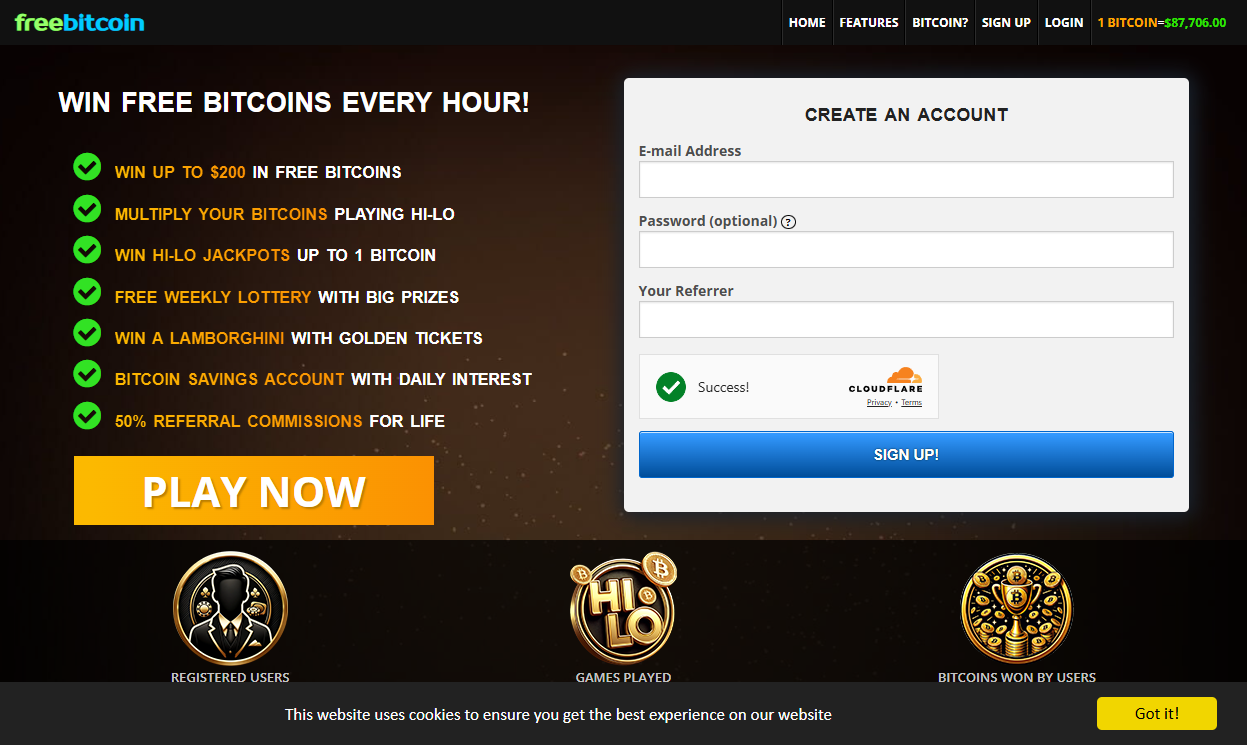 freebitcoin
HOME FEATURES BITCOIN? SIGN UP LOGIN 1 BITCOIN=$87,706.00
WIN FREE BITCOINS EVERY HOUR!
WIN UP TO $200 IN FREE BITCOINS
MULTIPLY YOUR BITCOINS PLAYING HI-LO
WIN HI-LO JACKPOTS UP TO 1 BITCOIN
FREE WEEKLY LOTTERY WITH BIG PRIZES
WIN A LAMBORGHINI WITH GOLDEN TICKETS
BITCOIN SAVINGS ACCOUNT WITH DAILY INTEREST
50% REFERRAL COMMISSIONS FOR LIFE
PLAY NOW
CREATE AN ACCOUNT
E-mail Address
Password (optional) ?
Your Referrer
Success!
CLOUDFLARE
Privacy • Terms
SIGN UP!
HI
LO
REGISTERED USERS
GAMES PLAYED
BITCOINS WON BY USERS
This website uses cookies to ensure you get the best experience on our website
Got it!